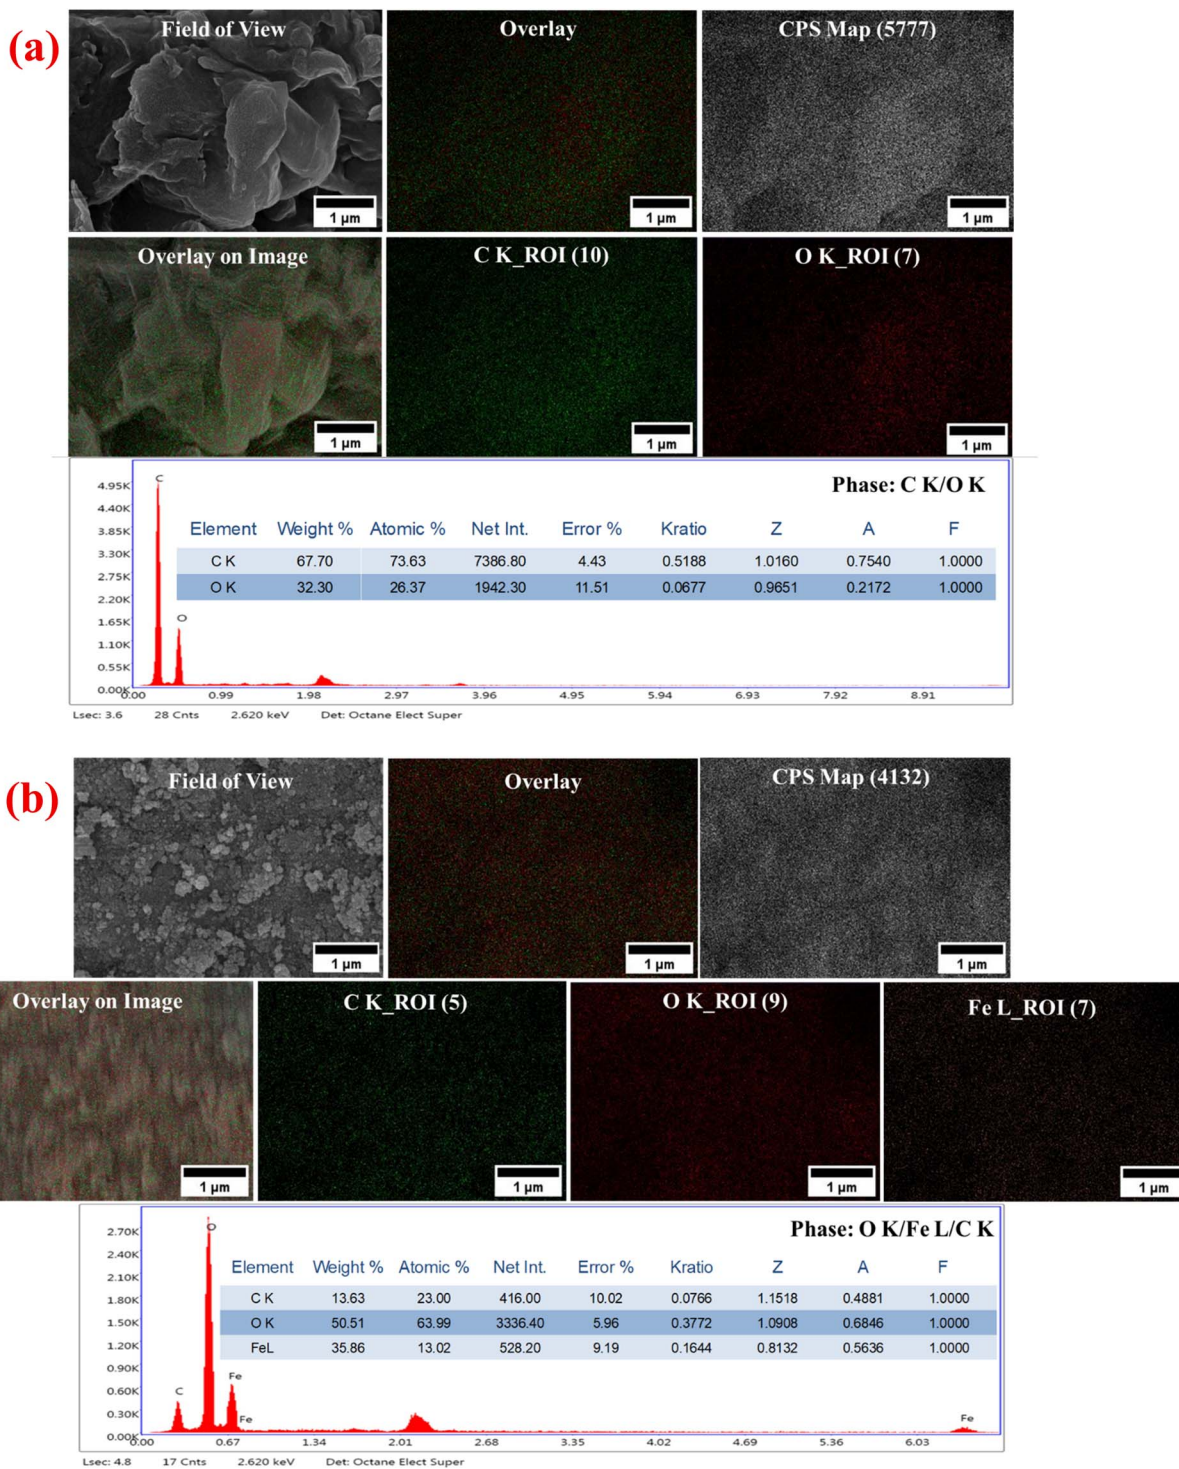 (a)
Field of View
Overlay
CPS Map (5777)
1 µm
1 µm
1 µm
Overlay on Image
C K_ROI (10)
O K_ROI (7)
1 µm
1 µm
1 µm
Phase: C K/O K
C
O
4.95K
4.40K
3.85K
3.30K
2.75K
2.20K
1.65K
1.10K
0.55K
0.00K
Element Weight % Atomic % Net Int. Error % Kratio Z A F
C K 67.70 73.63 7386.80 4.43 0.5188 1.0160 0.7540 1.0000
O K 32.30 26.37 1942.30 11.51 0.0677 0.9651 0.2172 1.0000
0.00 0.99 1.98 2.97 3.96 4.95 5.94 6.93 7.92 8.91
Lsec: 3.6 28 Cnts 2.620 keV Det: Octane Elect Super
(b)
Field of View
Overlay
CPS Map (4132)
1 µm
1 µm
1 µm
Overlay on Image
C K_ROI (5)
O K_ROI (9)
Fe L_ROI (7)
1 µm
1 µm
1 µm
1 µm
Phase: O K/Fe L/C K
O
C
Fe
Fe
Fe
2.70K
2.40K
2.10K
1.80K
1.50K
1.20K
0.90K
0.60K
0.30K
0.00K
Element Weight % Atomic % Net Int. Error % Kratio Z A F
C K 13.63 23.00 416.00 10.02 0.0766 1.1518 0.4881 1.0000
O K 50.51 63.99 3336.40 5.96 0.3772 1.0908 0.6846 1.0000
FeL 35.86 13.02 528.20 9.19 0.1644 0.8132 0.5636 1.0000
0.00 0.67 1.34 2.01 2.68 3.35 4.02 4.69 5.36 6.03
Lsec: 4.8 17 Cnts 2.620 keV Det: Octane Elect Super